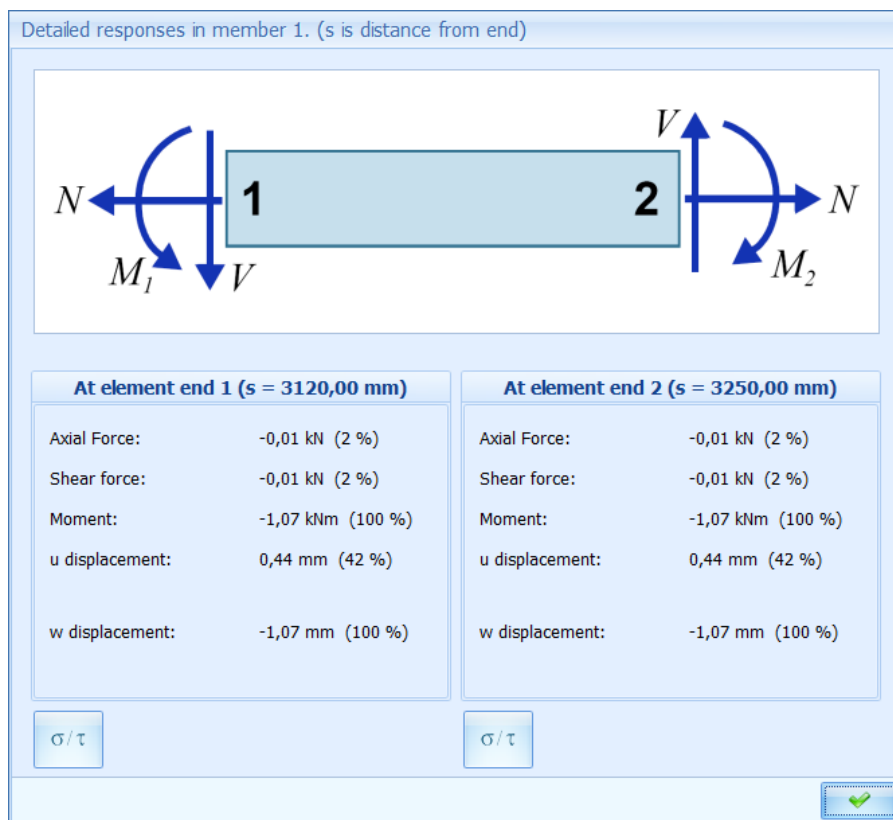 Detailed responses in member 1. (s is distance from end)
N
M1
V
1
2
V
N
M2
At element end 1 (s = 3120,00 mm)
Axial Force: -0,01 kN (2 %)
Shear force: -0,01 kN (2 %)
Moment: -1,07 kNm (100 %)
u displacement: 0,44 mm (42 %)
w displacement: -1,07 mm (100 %)
σ/τ
At element end 2 (s = 3250,00 mm)
Axial Force: -0,01 kN (2 %)
Shear force: -0,01 kN (2 %)
Moment: -1,07 kNm (100 %)
u displacement: 0,44 mm (42 %)
w displacement: -1,07 mm (100 %)
σ/τ